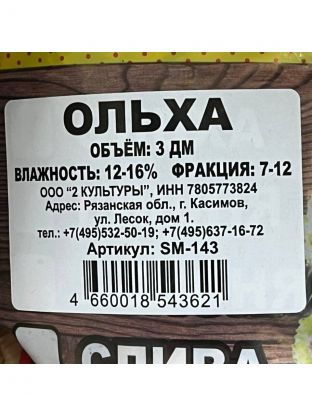 ОЛЬХА
ОБЪЁМ: 3 ДМ
ВЛАЖНОСТЬ: 12-16% ФРАКЦИЯ: 7-12
ООО "2 КУЛЬТУРЫ", ИНН 7805773824
Адрес: Рязанская обл., г. Касимов,
ул. Лесок, дом 1.
тел.: +7(495)532-50-19; +7(495)637-16-72
Артикул: SM-143
4 660018 543621
СЛИВА